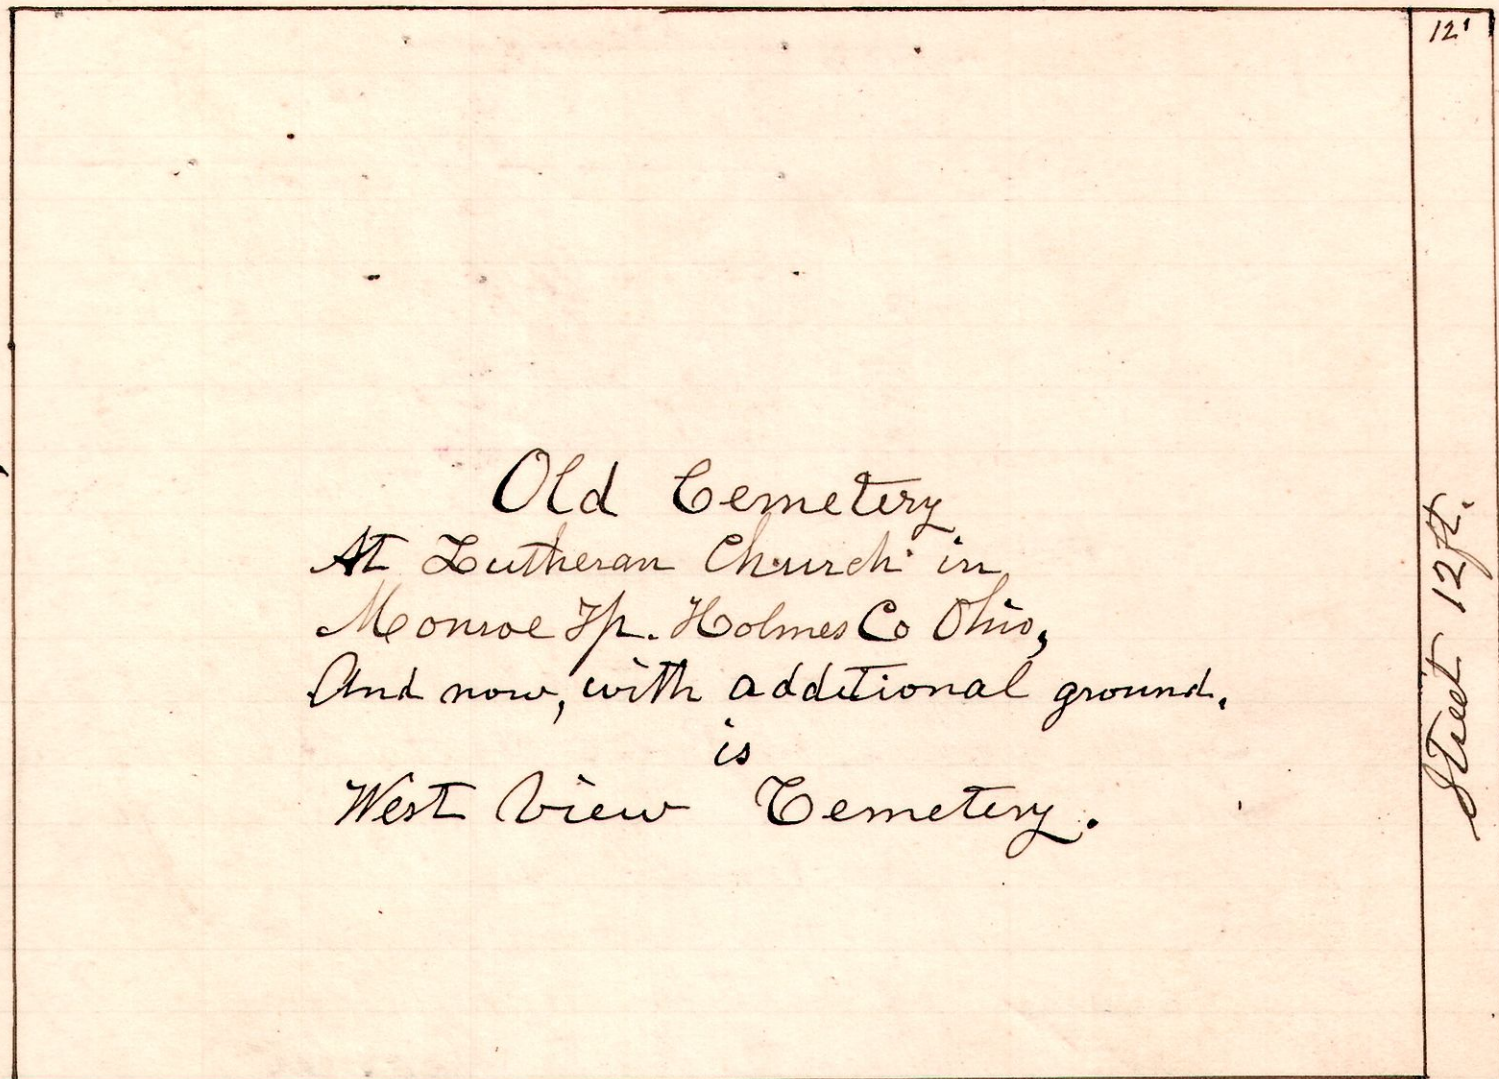 12'
Old Cemetery
At Lutheran Church in
Monroe Tp. Holmes Co Ohio,
And now, with additional ground,
is
West View Cemetery.
Street 12 ft.